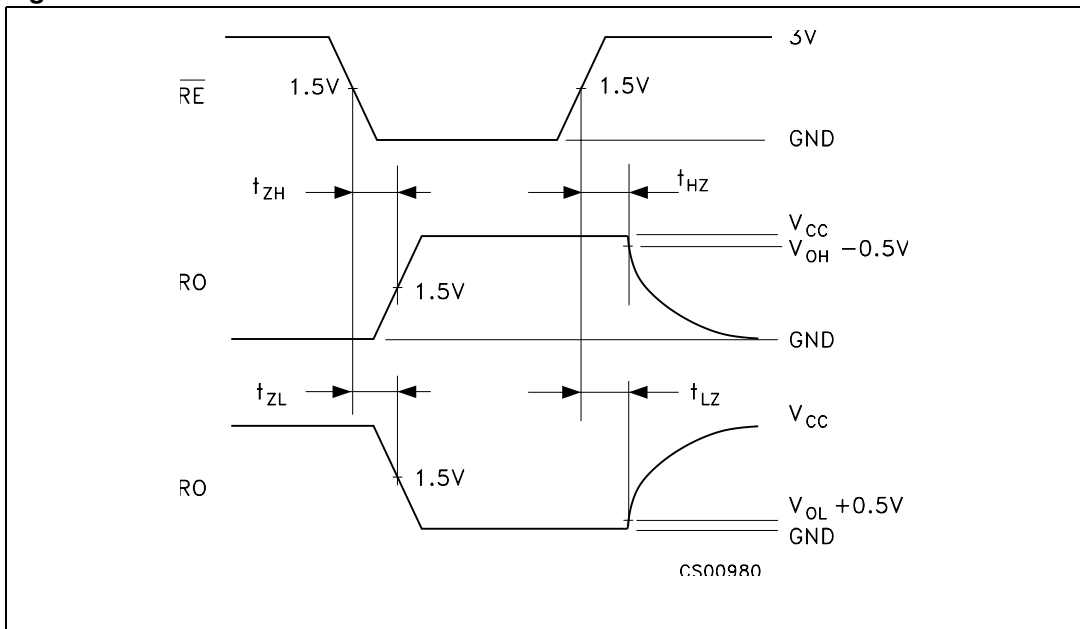 3V
1.5V
1.5V
RE
GND
tZH
tHZ
VCC
VOH -0.5V
RO
1.5V
GND
tZL
tLZ
VCC
1.5V
RO
VOL +0.5V
GND
CS00980